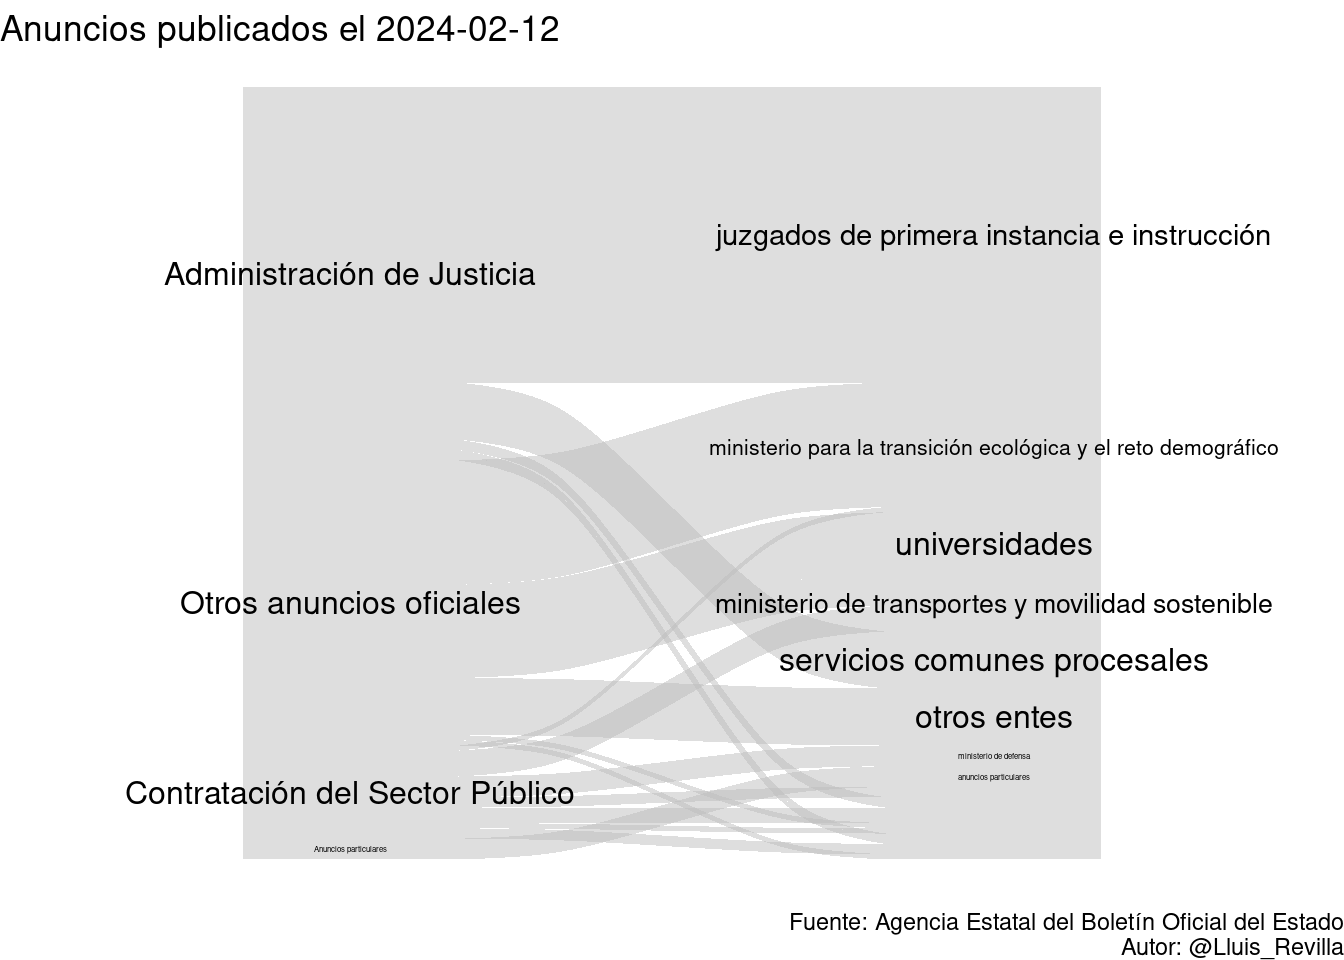 Anuncios publicados el 2024-02-12
juzgados de primera instancia e instrucción
Administración de Justicia
ministerio para la transición ecológica y el reto demográfico
universidades
Otros anuncios oficiales
ministerio de transportes y movilidad sostenible
servicios comunes procesales
otros entes
ministerio de defensa
anuncios particulares
Contratación del Sector Público
Anuncios particulares
Fuente: Agencia Estatal del Boletín Oficial del Estado
Autor: @Lluis_Revilla